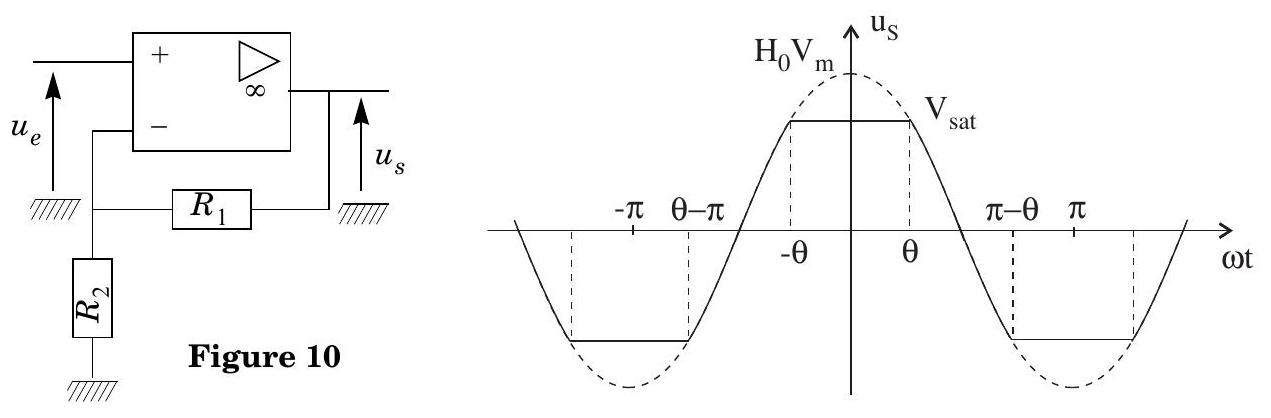 +
∞
−
u_e
u_s
R_1
R_2
Figure 10
u_S
H_0V_m
V_sat
-π θ−π π−θ π
-θ θ
ωt